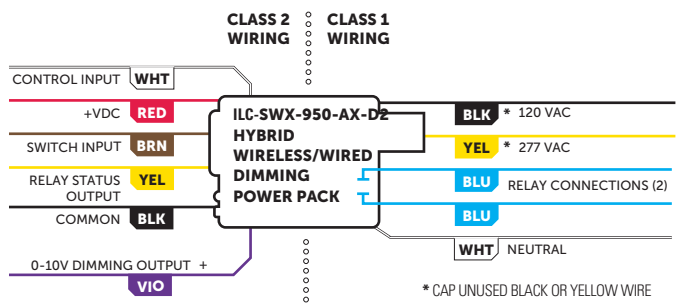 CLASS 2 WIRING
CLASS 1 WIRING
CONTROL INPUT WHT
+VDC RED
SWITCH INPUT BRN
RELAY STATUS OUTPUT YEL
COMMON BLK
0-10V DIMMING OUTPUT +
VIO
ILC-SWX-950-AX-D2
HYBRID
WIRELESS/WIRED
DIMMING
POWER PACK
BLK * 120 VAC
YEL * 277 VAC
BLU RELAY CONNECTIONS (2)
BLU
WHT NEUTRAL
* CAP UNUSED BLACK OR YELLOW WIRE